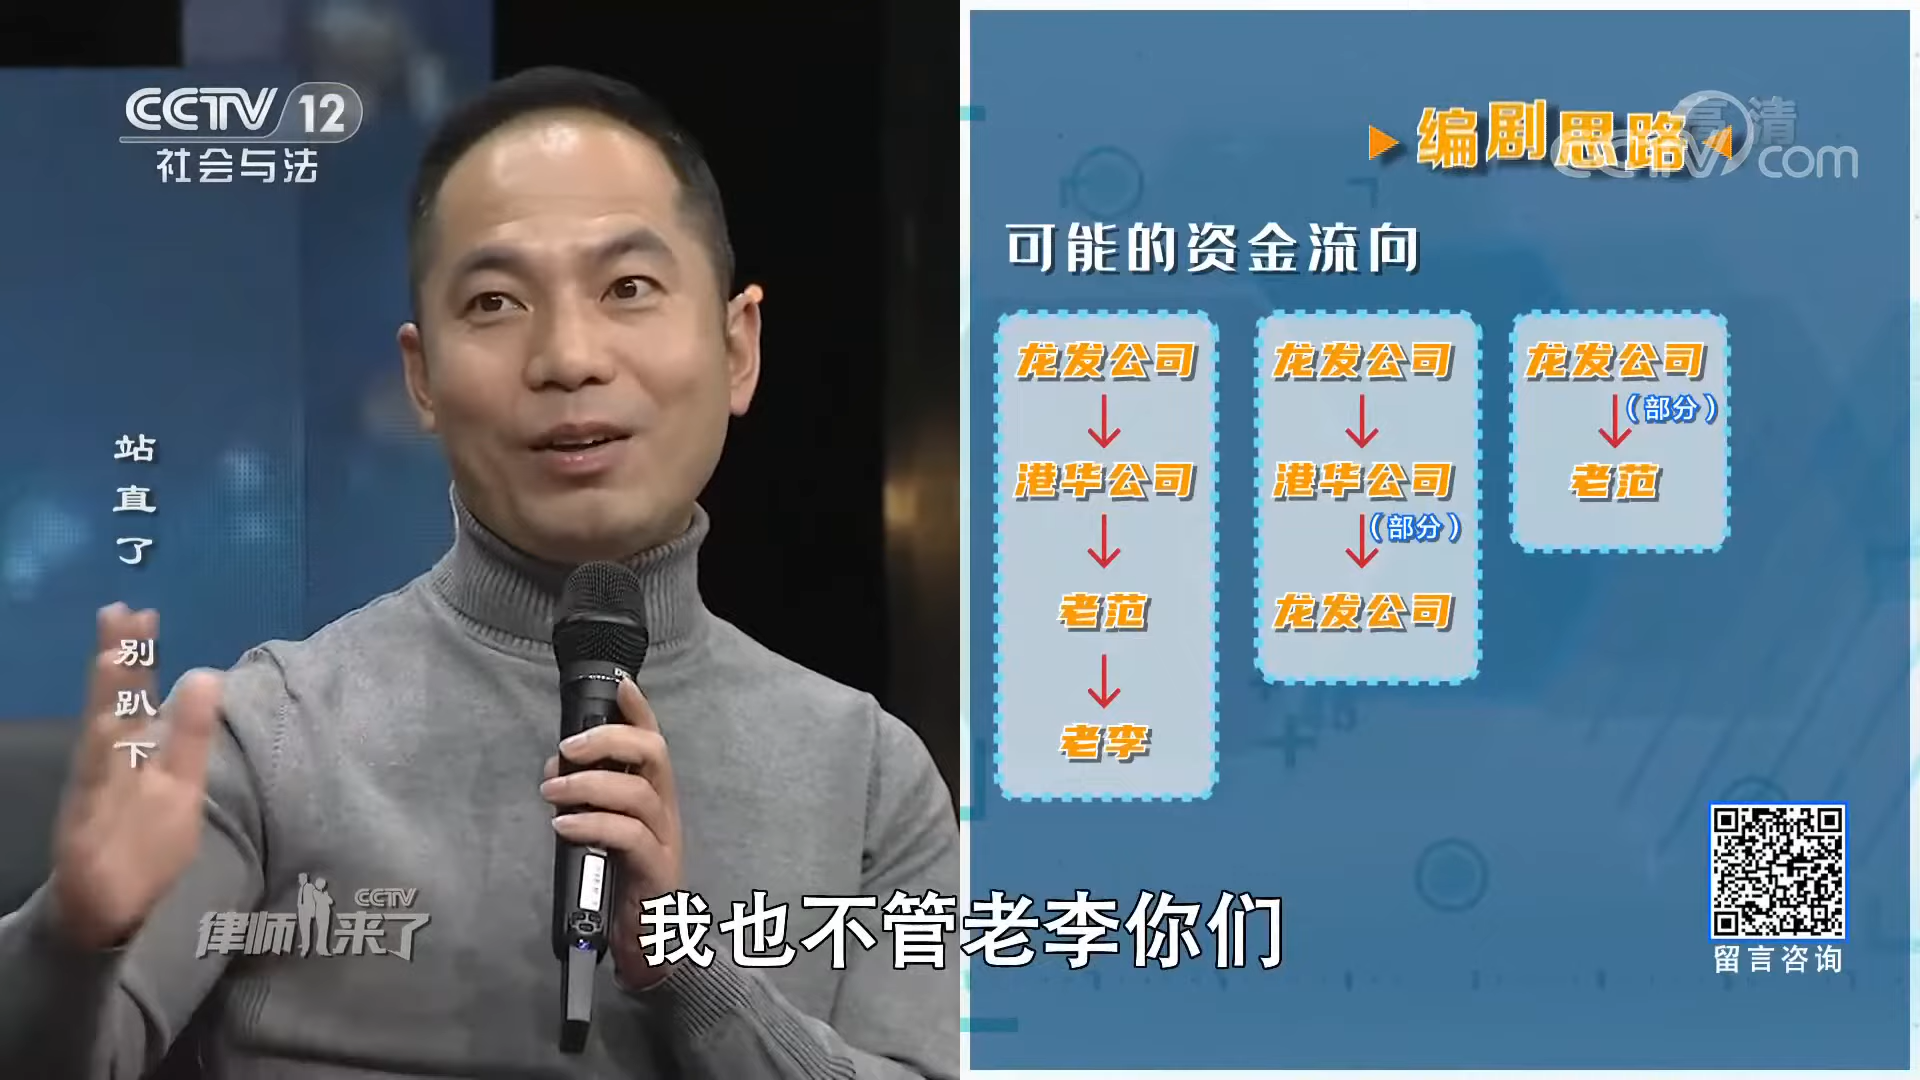 CCTV 12
社会与法
站直了 别趴下
CCTV
律师来了
编剧思路
高清
CCTV com
可能的资金流向
龙发公司
港华公司
老范
老李
龙发公司
港华公司
（部分）
龙发公司
龙发公司
（部分）
老范
我也不管老李你们
留言咨询